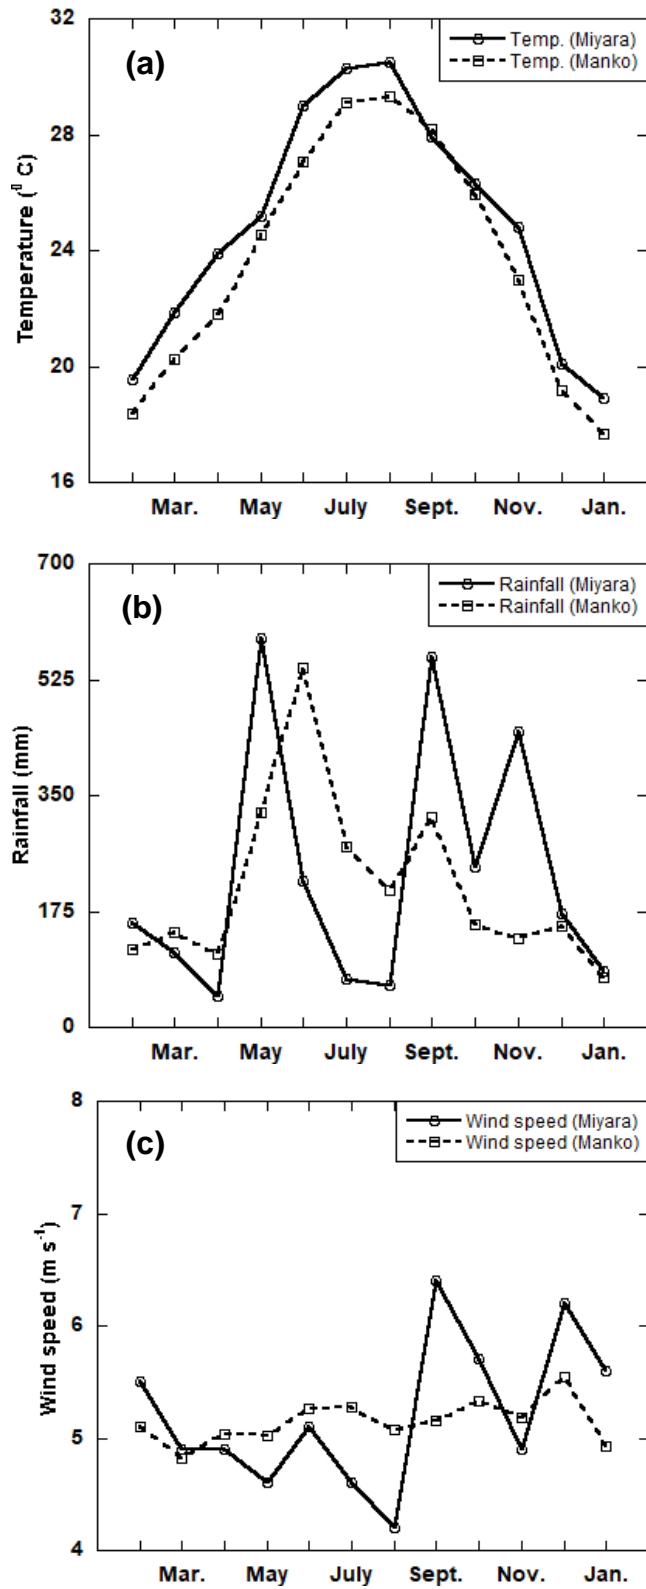 32
(a)
Temp. (Miyara)
Temp. (Manko)
28
24
20
16
Temperature (⁰ C)
Mar. May July Sept. Nov. Jan.
700
(b)
Rainfall (Miyara)
Rainfall (Manko)
525
350
175
0
Rainfall (mm)
Mar. May July Sept. Nov. Jan.
8
(c)
Wind speed (Miyara)
Wind speed (Manko)
7
6
5
4
Wind speed (m s⁻¹)
Mar. May July Sept. Nov. Jan.